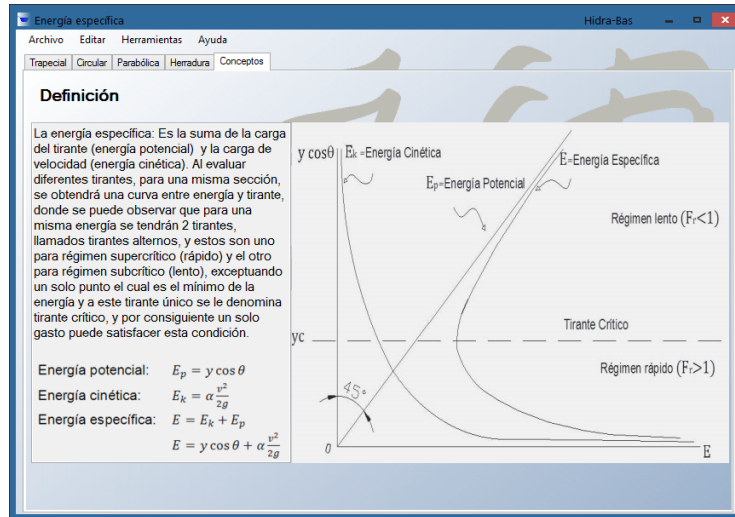 Energía específica
Hidra-Bas
Archivo Editar Herramientas Ayuda
Trapecial Circular Parabólica Herradura Conceptos
Definición
La energía específica: Es la suma de la carga
del tirante (energía potencial) y la carga de
velocidad (energía cinética). Al evaluar
diferentes tirantes, para una misma sección,
se obtendrá una curva entre energía y tirante,
donde se puede observar que para una
misma energía se tendrán 2 tirantes,
llamados tirantes alternos, y estos son uno
para régimen supercrítico (rápido) y el otro
para régimen subcrítico (lento), exceptuando
un solo punto el cual es el mínimo de la
energía y a este tirante único se le denomina
tirante crítico, y por consiguiente un solo
gasto puede satisfacer esta condición.
Energía potencial: E_p = y cos θ
Energía cinética: E_k = α v²/2g
Energía específica: E = E_k + E_p
E = y cos θ + α v²/2g
y cosθ
Ek =Energía Cinética
Ep=Energía Potencial
E=Energía Específica
Régimen lento (Fr<1)
Tirante Crítico
yc
Régimen rápido (Fr>1)
45°
0
E